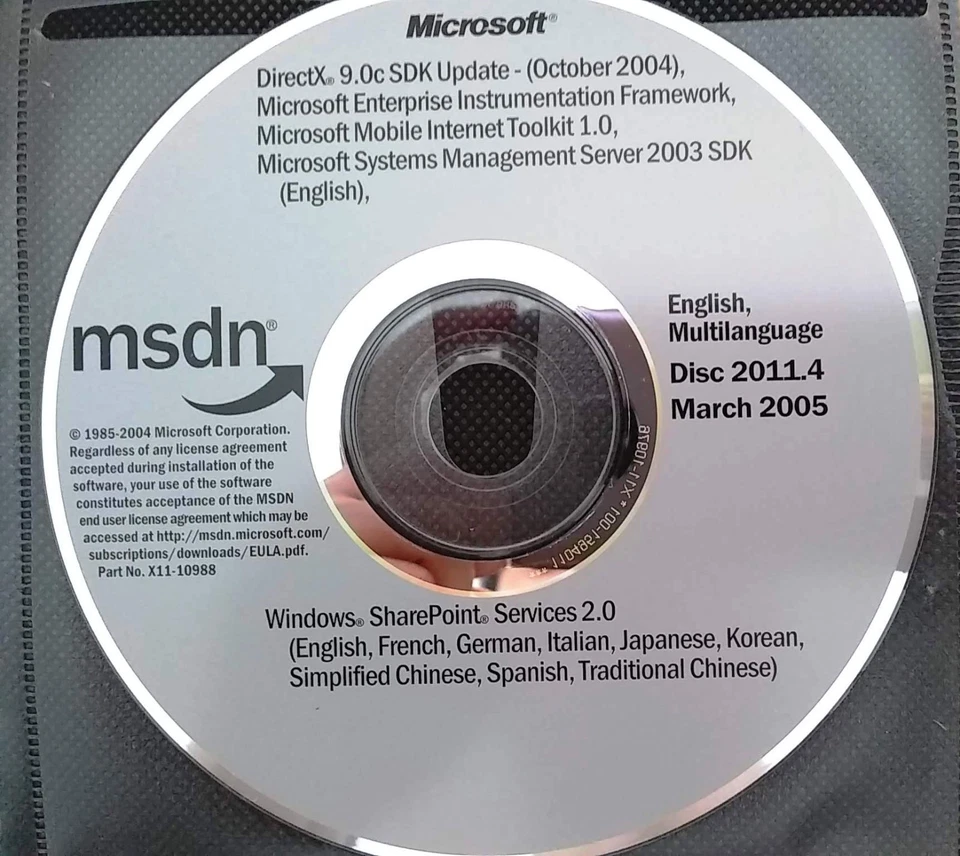 Microsoft®
DirectX® 9.0c SDK Update - (October 2004),
Microsoft Enterprise Instrumentation Framework,
Microsoft Mobile Internet Toolkit 1.0,
Microsoft Systems Management Server 2003 SDK
(English),
msdn®
English,
Multilanguage
Disc 2011.4
March 2005
© 1985-2004 Microsoft Corporation.
Regardless of any license agreement
accepted during installation of the
software, your use of the software
constitutes acceptance of the MSDN
end user license agreement which may be
accessed at http://msdn.microsoft.com/
subscriptions/downloads/EULA.pdf.
Part No. X11-10988
Windows® SharePoint® Services 2.0
(English, French, German, Italian, Japanese, Korean,
Simplified Chinese, Spanish, Traditional Chinese)